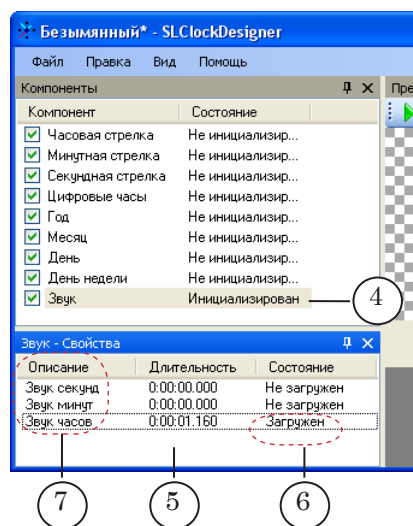 Безымянный* - SLClockDesigner
Файл Правка Вид Помощь
Компоненты
Компонент Состояние
Часовая стрелка Не инициализир...
Минутная стрелка Не инициализир...
Секундная стрелка Не инициализир...
Цифровые часы Не инициализир...
Год Не инициализир...
Месяц Не инициализир...
День Не инициализир...
День недели Не инициализир...
Звук Инициализирован
4
Звук - Свойства
Описание Длительность Состояние
Звук секунд 0:00:00.000 Не загружен
Звук минут 0:00:00.000 Не загружен
Звук часов 0:00:01.160 Загружен
7 5 6